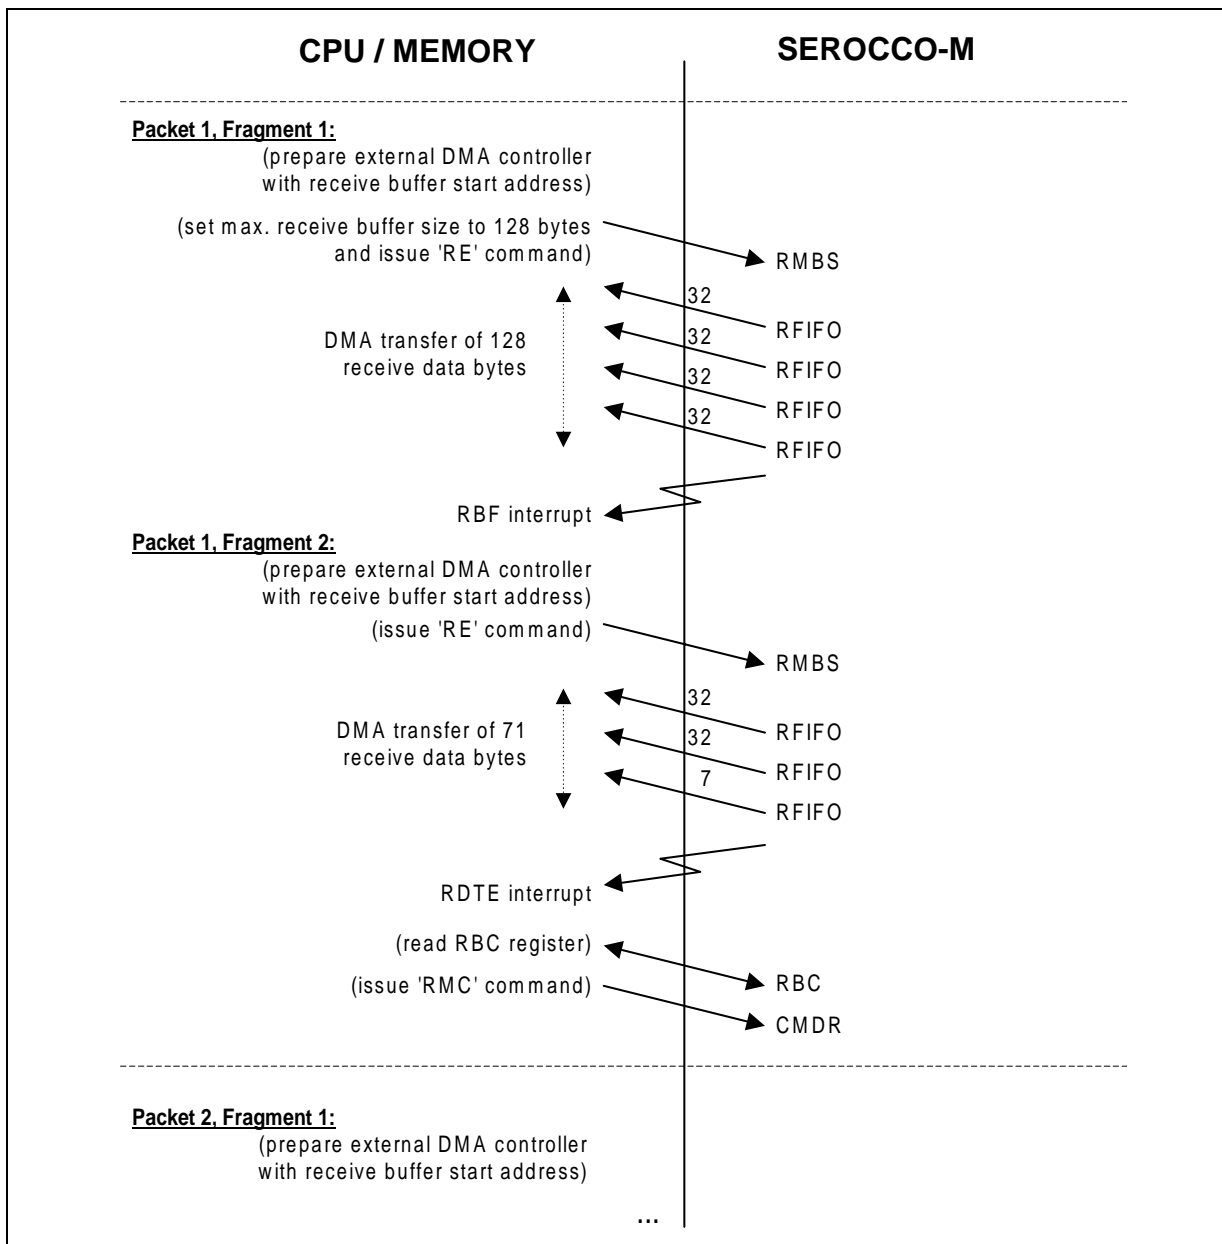 CPU / MEMORY
SEROCCO-M
Packet 1, Fragment 1:
(prepare external DMA controller
with receive buffer start address)
(set max. receive buffer size to 128 bytes
and issue 'RE' command)
RMBS
32
RFIFO
DMA transfer of 128
receive data bytes
32
RFIFO
32
RFIFO
32
RFIFO
RBF interrupt
Packet 1, Fragment 2:
(prepare external DMA controller
with receive buffer start address)
(issue 'RE' command)
RMBS
32
RFIFO
DMA transfer of 71
receive data bytes
32
RFIFO
7
RFIFO
RDTE interrupt
(read RBC register)
RBC
(issue 'RMC' command)
CMDR
Packet 2, Fragment 1:
(prepare external DMA controller
with receive buffer start address)
...